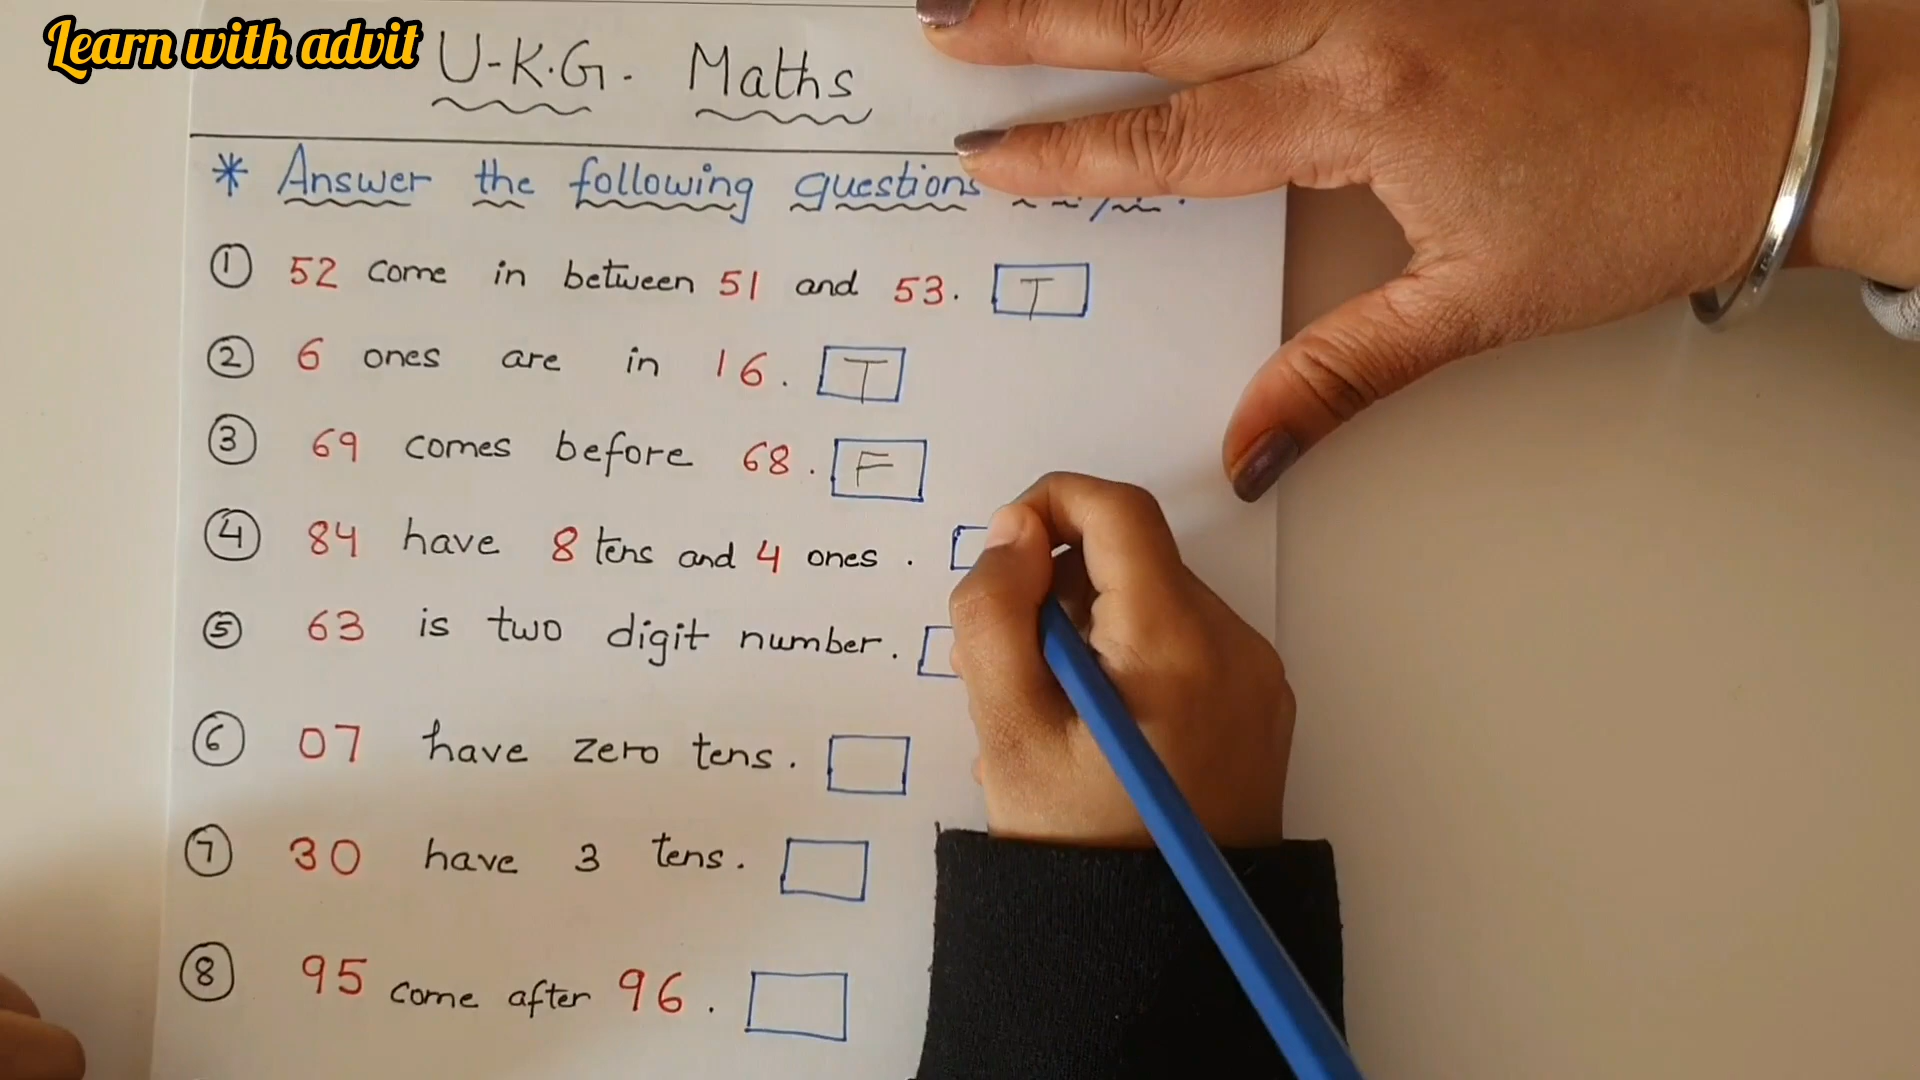 Learn with advit
U-K.G. Maths
* Answer the following questions
① 52 come in between 51 and 53. T
② 6 ones are in 16. T
③ 69 comes before 68. F
④ 84 have 8 tens and 4 ones.
⑤ 63 is two digit number.
⑥ 07 have zero tens.
⑦ 30 have 3 tens.
⑧ 95 come after 96.